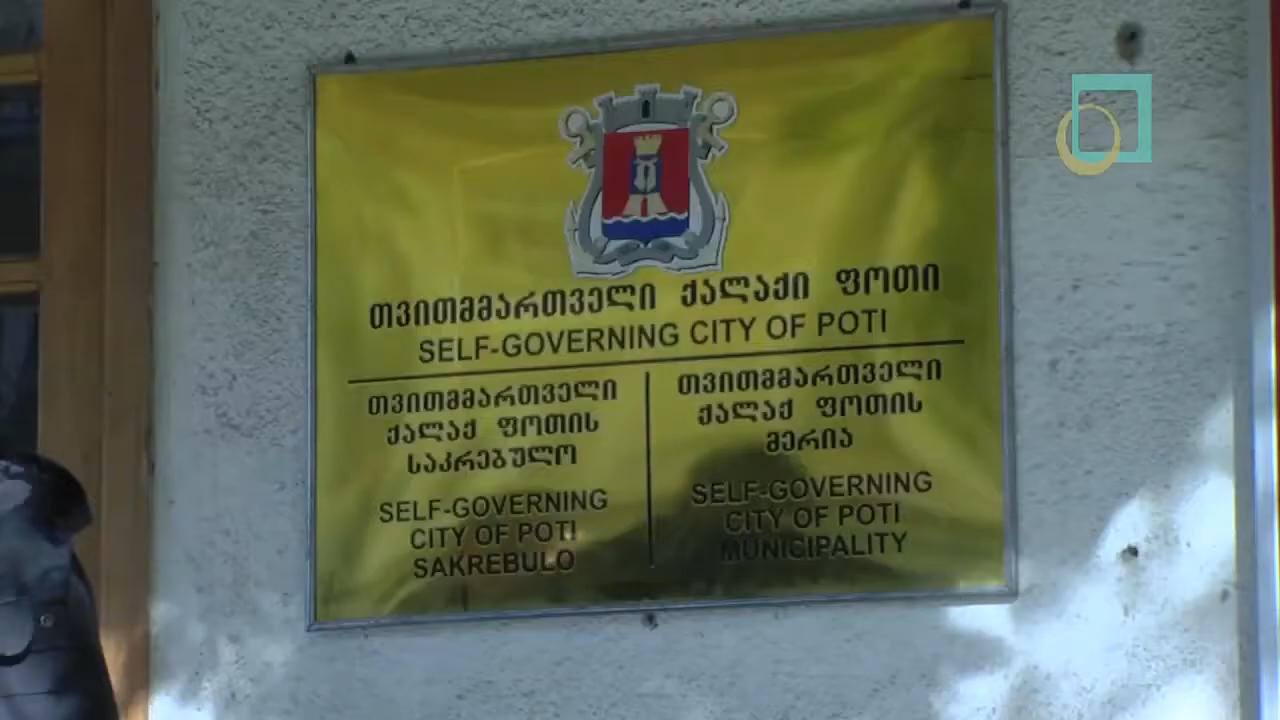 თვითმმართველი ქალაქი ფოთი
SELF-GOVERNING CITY OF POTI
თვითმმართველი
ქალაქ ფოთის
საკრებულო
SELF-GOVERNING
CITY OF POTI
SAKREBULO
თვითმმართველი
ქალაქ ფოთის
მერია
SELF-GOVERNING
CITY OF POTI
MUNICIPALITY